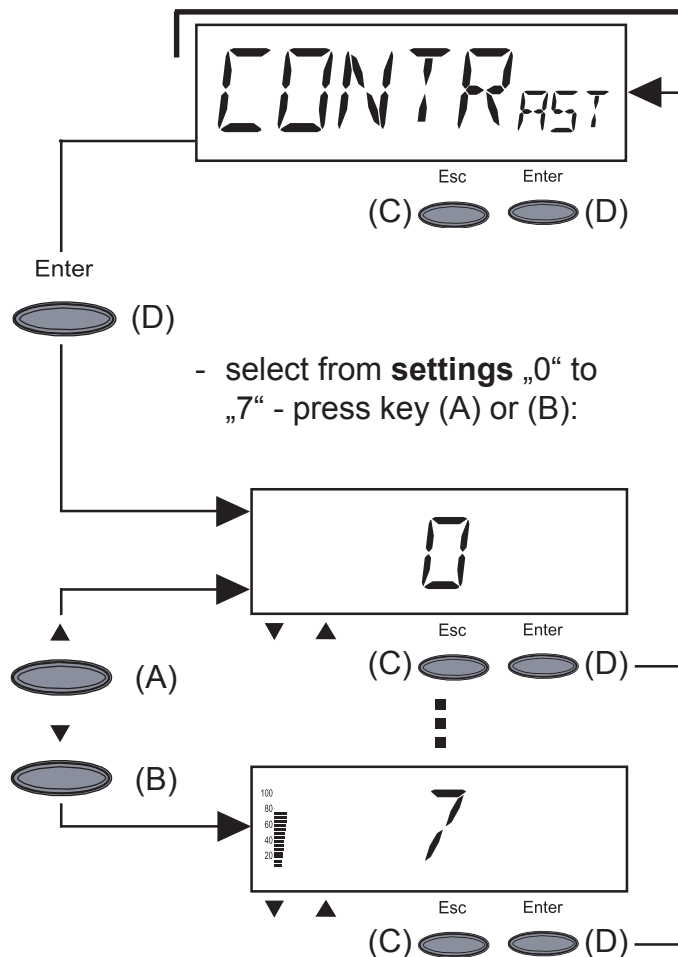 CONTRAST
Esc Enter
(C) (D)
Enter
(D)
- select from settings „0“ to
„7“ - press key (A) or (B):
0
▼ ▲ Esc Enter
▲
(C) (D)
(A)
▼
(B)
100
80
60
40
20
7
▼ ▲ Esc Enter
(C) (D)